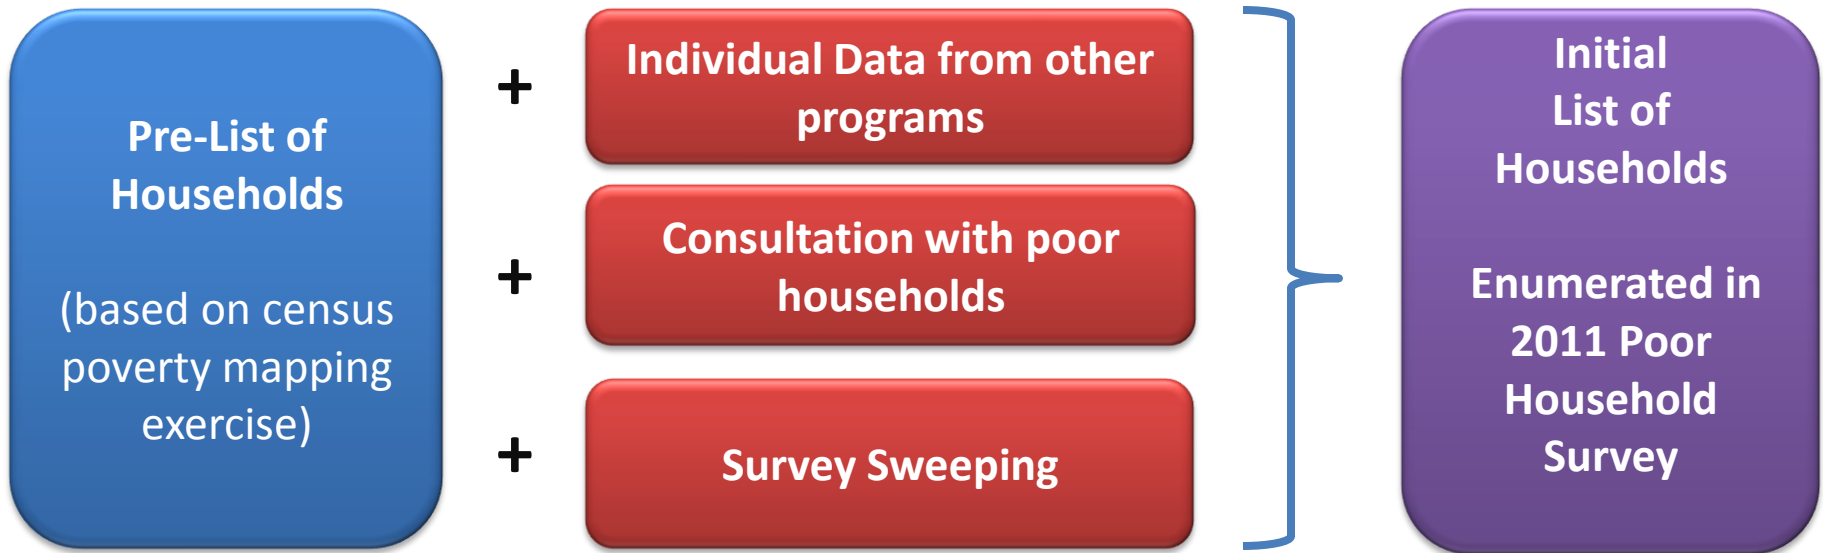 Pre-List of
Households
(based on census
poverty mapping
exercise)
+
Individual Data from other
programs
+
Consultation with poor
households
+
Survey Sweeping
Initial
List of
Households
Enumerated in
2011 Poor
Household
Survey